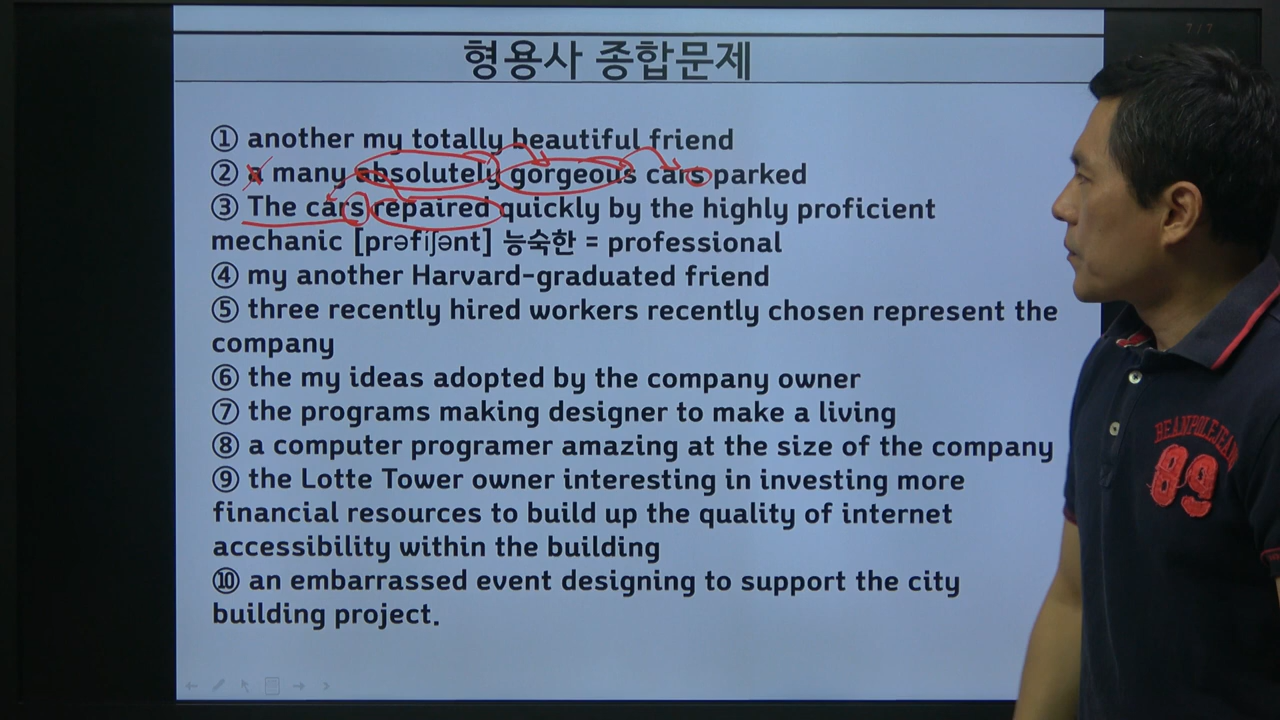 7/7
형용사 종합문제
① another my totally beautiful friend
② a many absolutely gorgeous cars parked
③ The cars repaired quickly by the highly proficient
mechanic [prəfiʃənt] 능숙한 = professional
④ my another Harvard-graduated friend
⑤ three recently hired workers recently chosen represent the
company
⑥ the my ideas adopted by the company owner
⑦ the programs making designer to make a living
⑧ a computer programer amazing at the size of the company
⑨ the Lotte Tower owner interesting in investing more
financial resources to build up the quality of internet
accessibility within the building
⑩ an embarrassed event designing to support the city
building project.
BEANPOLE JEANS
89